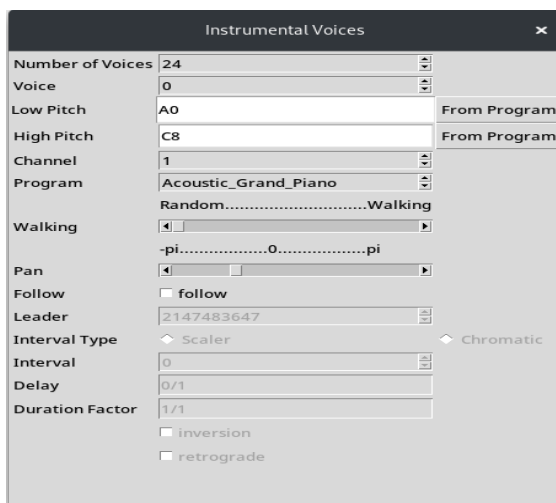 Instrumental Voices
Number of Voices 24
Voice 0
Low Pitch A0 From Program
High Pitch C8 From Program
Channel 1
Program Acoustic_Grand_Piano
Random.............................Walking
Walking
-pi..................0..................pi
Pan
Follow follow
Leader 2147483647
Interval Type Scaler Chromatic
Interval 0
Delay 0/1
Duration Factor 1/1
inversion
retrograde